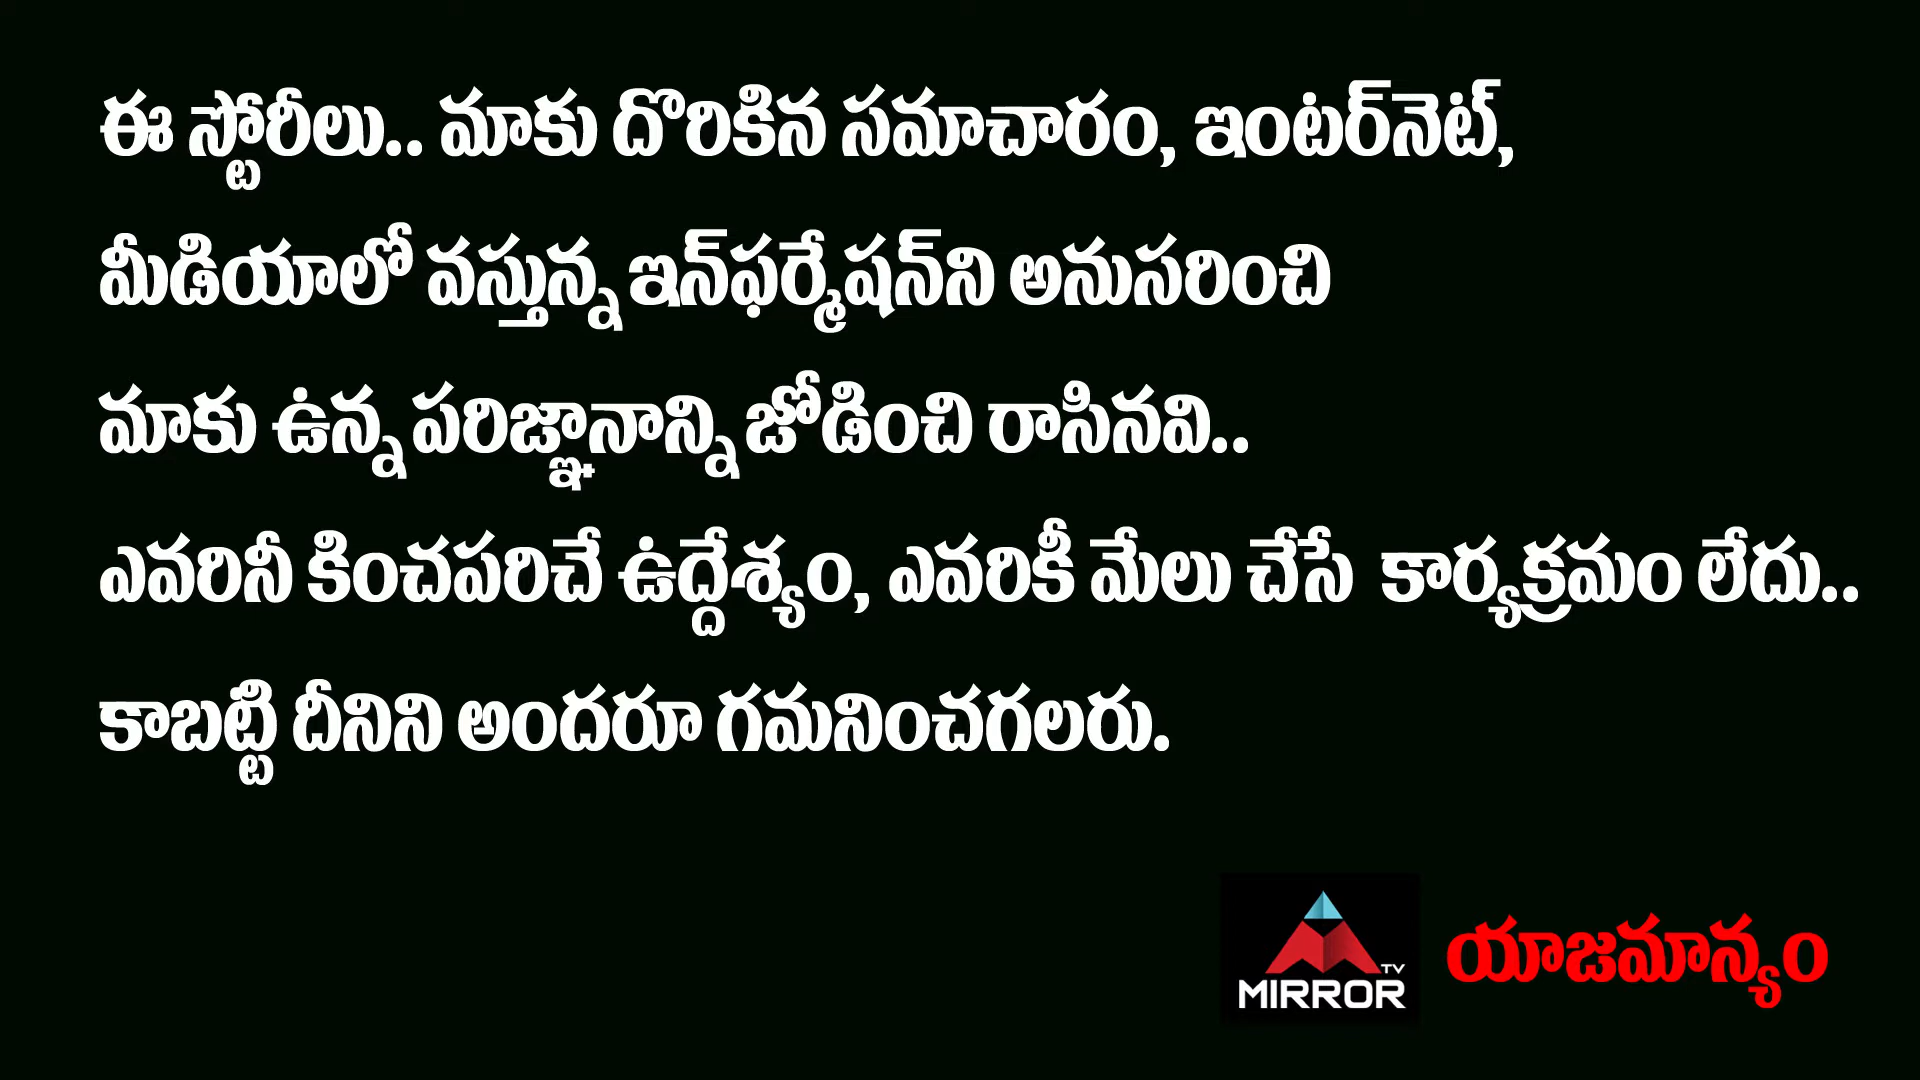 ఈ స్టోరీలు.. మాకు దొరికిన సమాచారం, ఇంటర్‌నెట్,
మీడియాలో వస్తున్న ఇన్‌ఫర్మేషన్‌ని అనుసరించి
మాకు ఉన్న పరిజ్ఞానాన్ని జోడించి రాసినవి..
ఎవరినీ కించపరిచే ఉద్దేశ్యం, ఎవరికీ మేలు చేసే కార్యక్రమం లేదు..
కాబట్టి దీనిని అందరూ గమనించగలరు.
TV
MIRROR
యాజమాన్యం